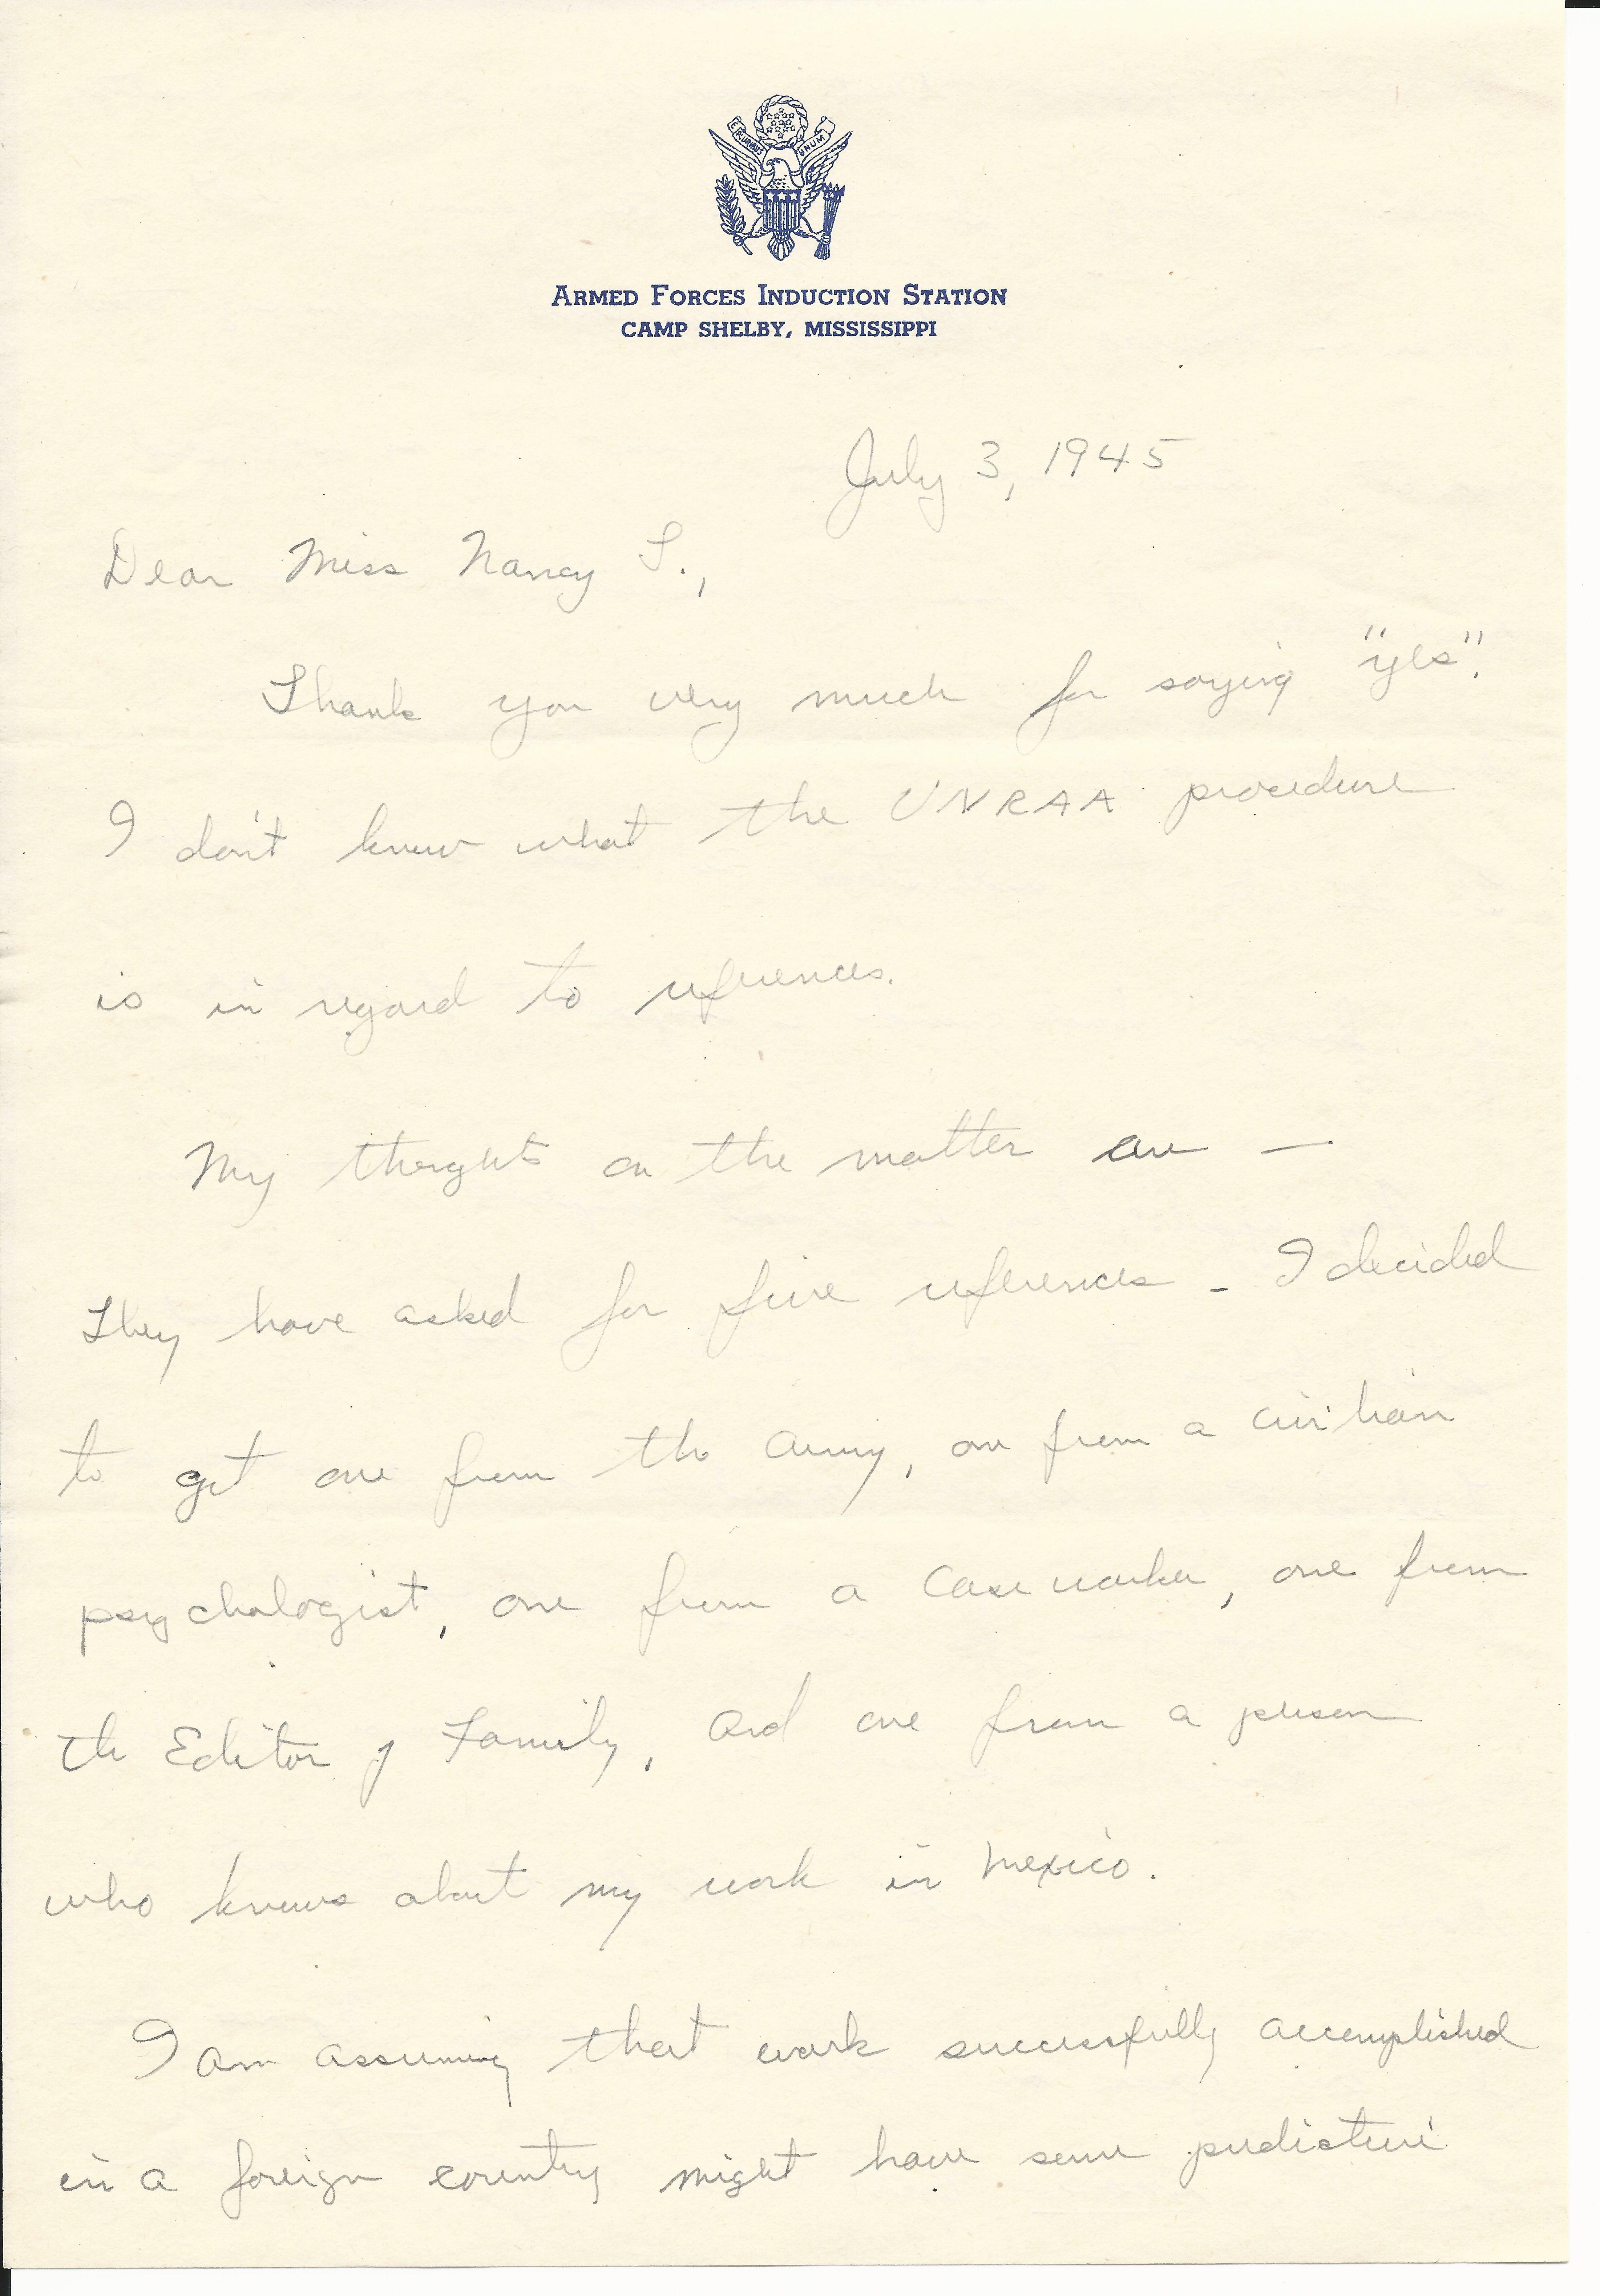 E PLURIBUS UNUM
ARMED FORCES INDUCTION STATION
CAMP SHELBY, MISSISSIPPI
July 3, 1945
Dear Miss Nancy S.,
Thank you very much for saying "yes".
I don't know what the UNRAA procedure
is in regard to references.
My thoughts on the matter are —
They have asked for five references - I decided
to get one from the Army, one from a civilian
psychologist, one from a case worker, one from
the Editor of Family, and one from a person
who knows about my work in Mexico.
I am assuming that work successfully accomplished
in a foreign country might have some predictive